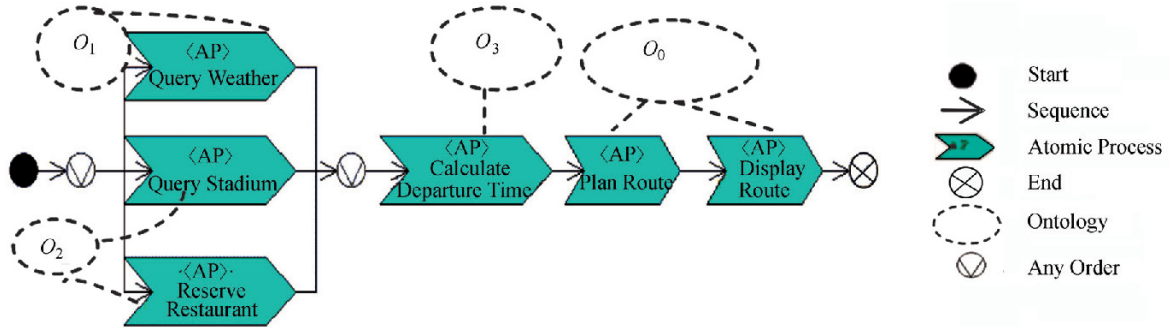 O1
⟨AP⟩
Query Weather
⟨AP⟩
Query Stadium
O2
·⟨AP⟩·
Reserve
Restaurant
O3
⟨AP⟩
Calculate
Departure Time
O0
⟨AP⟩
Plan Route
⟨AP⟩
Display
Route
Start
Sequence
Atomic Process
End
Ontology
Any Order